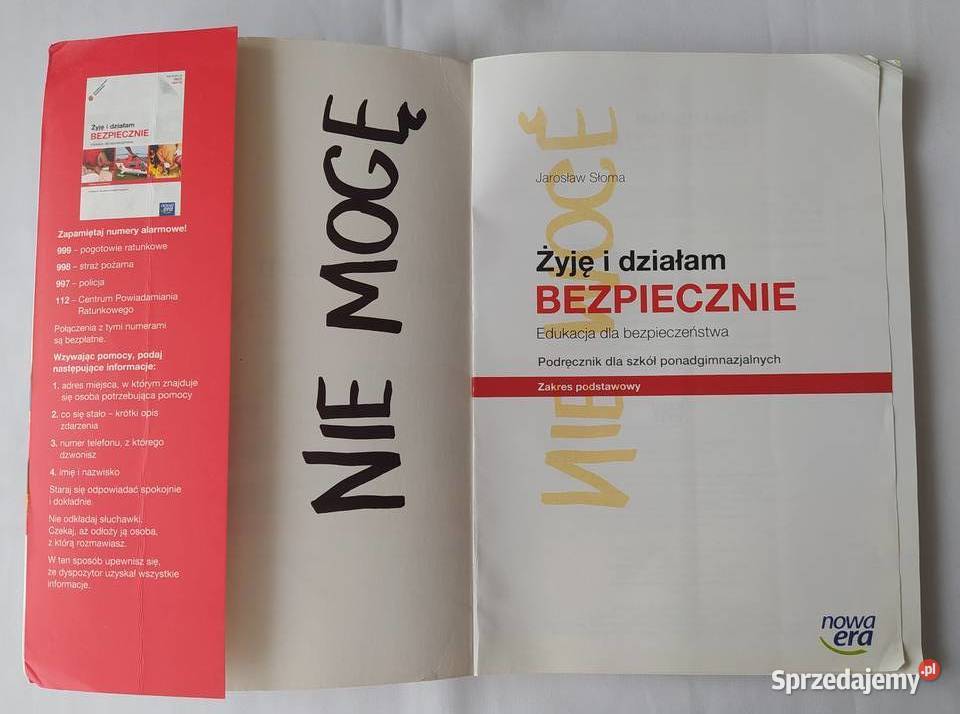 Żyję i działam
BEZPIECZNIE
nowa
era
Zapamiętaj numery alarmowe!
999 – pogotowie ratunkowe
998 – straż pożarna
997 – policja
112 – Centrum Powiadamiania
Ratunkowego
Połączenia z tymi numerami
są bezpłatne.
Wzywając pomocy, podaj
następujące informacje:
1. adres miejsca, w którym znajduje
się osoba potrzebująca pomocy
2. co się stało – krótki opis
zdarzenia
3. numer telefonu, z którego
dzwonisz
4. imię i nazwisko
Staraj się odpowiadać spokojnie
i dokładnie.
Nie odkładaj słuchawki.
Czekaj, aż odłoży ją osoba,
z którą rozmawiasz.
W ten sposób upewnisz się,
że dyspozytor uzyskał wszystkie
informacje.
NIE MOGĘ
NIE MOGĘ
Jarosław Słoma
Żyję i działam
BEZPIECZNIE
Edukacja dla bezpieczeństwa
Podręcznik dla szkół ponadgimnazjalnych
Zakres podstawowy
nowa
era
Sprzedajemy.pl